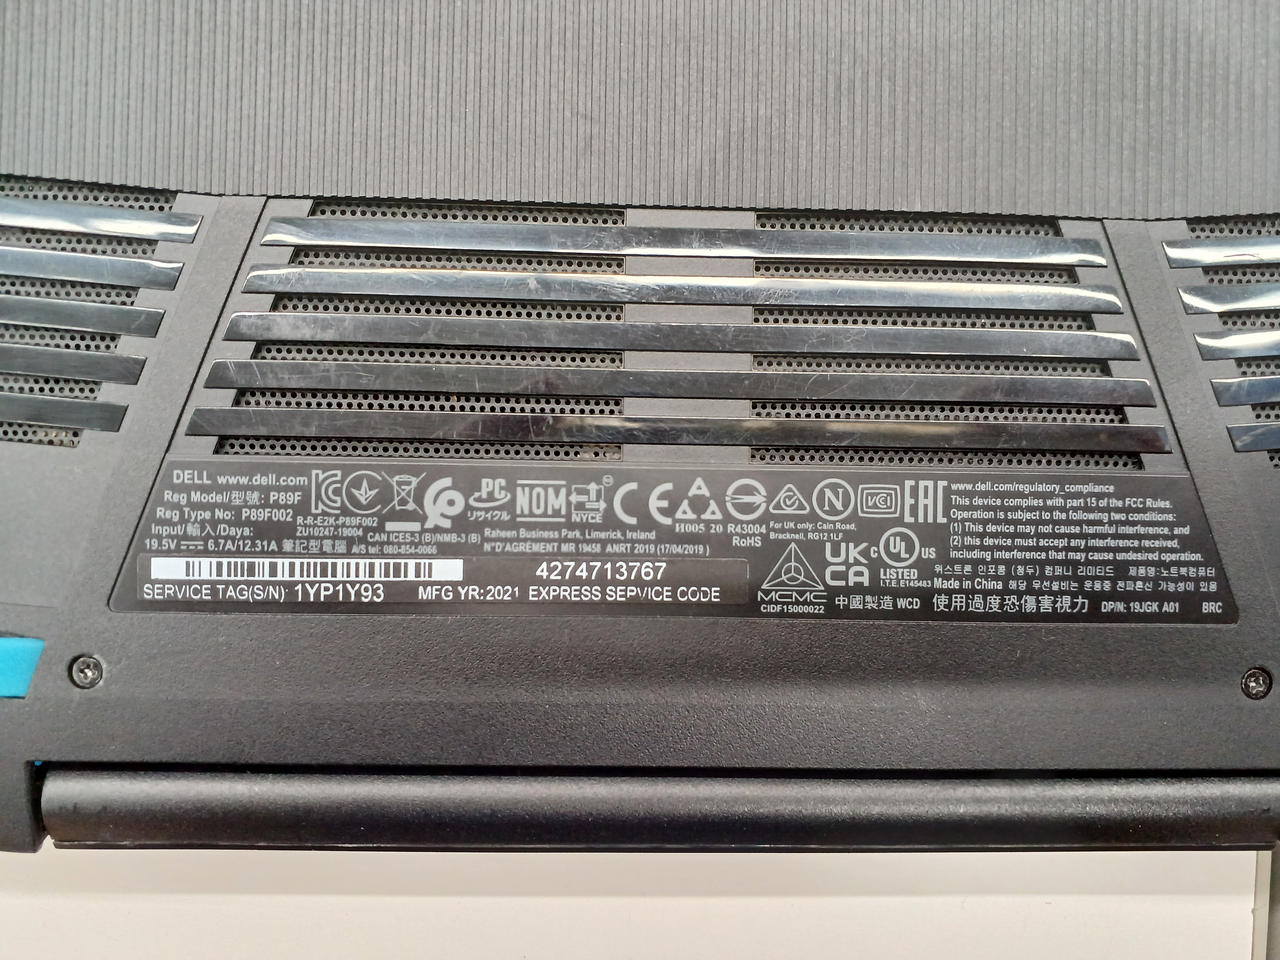 DELL www.dell.com
Reg Model/型號: P89F
Reg Type No: P89F002
Input/輸入/Daya:
19.5V 6.7A/12.31A 筆記型電腦
R-R-E2K-P89F002
ZU10247-19004
CAN ICES-3 (B)/NMB-3 (B)
A/S tel: 080-854-0066
PC
リサイクル
NOM
NYCE
Raheen Business Park, Limerick, Ireland
N°D'AGRÉMENT MR 19458 ANRT 2019 (17/04/2019)
CE
H005 20
R43004
RoHS
For UK only: Cain Road,
Bracknell, RG12 1LF
N
VCI
EAC
UK
CA
MCMC
CIDF15000022
c UL US
LISTED
I.T.E. E145483
www.dell.com/regulatory_compliance
This device complies with part 15 of the FCC Rules.
Operation is subject to the following two conditions:
(1) This device may not cause harmful interference, and
(2) this device must accept any interference received,
including interference that may cause undesired operation.
위스트론 인포콤 (청두) 컴퍼니 리미티드 제품명:노트북컴퓨터
Made in China 해당 무선설비는 운용중 전파혼신 가능성이 있음
中國製造 WCD 使用過度恐傷害視力 DP/N: 19JGK A01 BRC
4274713767
SERVICE TAG(S/N): 1YP1Y93 MFG YR:2021 EXPRESS SERVICE CODE